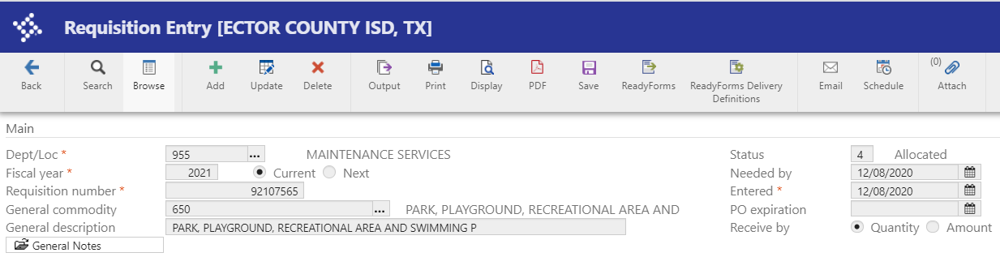 Requisition Entry [ECTOR COUNTY ISD, TX]
Back Search Browse Add Update Delete Output Print Display PDF Save ReadyForms ReadyForms Delivery Definitions Email Schedule (0) Attach
Main
Dept/Loc * 955 ... MAINTENANCE SERVICES Status 4 Allocated
Fiscal year * 2021 Current Next Needed by 12/08/2020
Requisition number * 92107565 Entered * 12/08/2020
General commodity 650 ... PARK, PLAYGROUND, RECREATIONAL AREA AND PO expiration
General description PARK, PLAYGROUND, RECREATIONAL AREA AND SWIMMING P Receive by Quantity Amount
General Notes